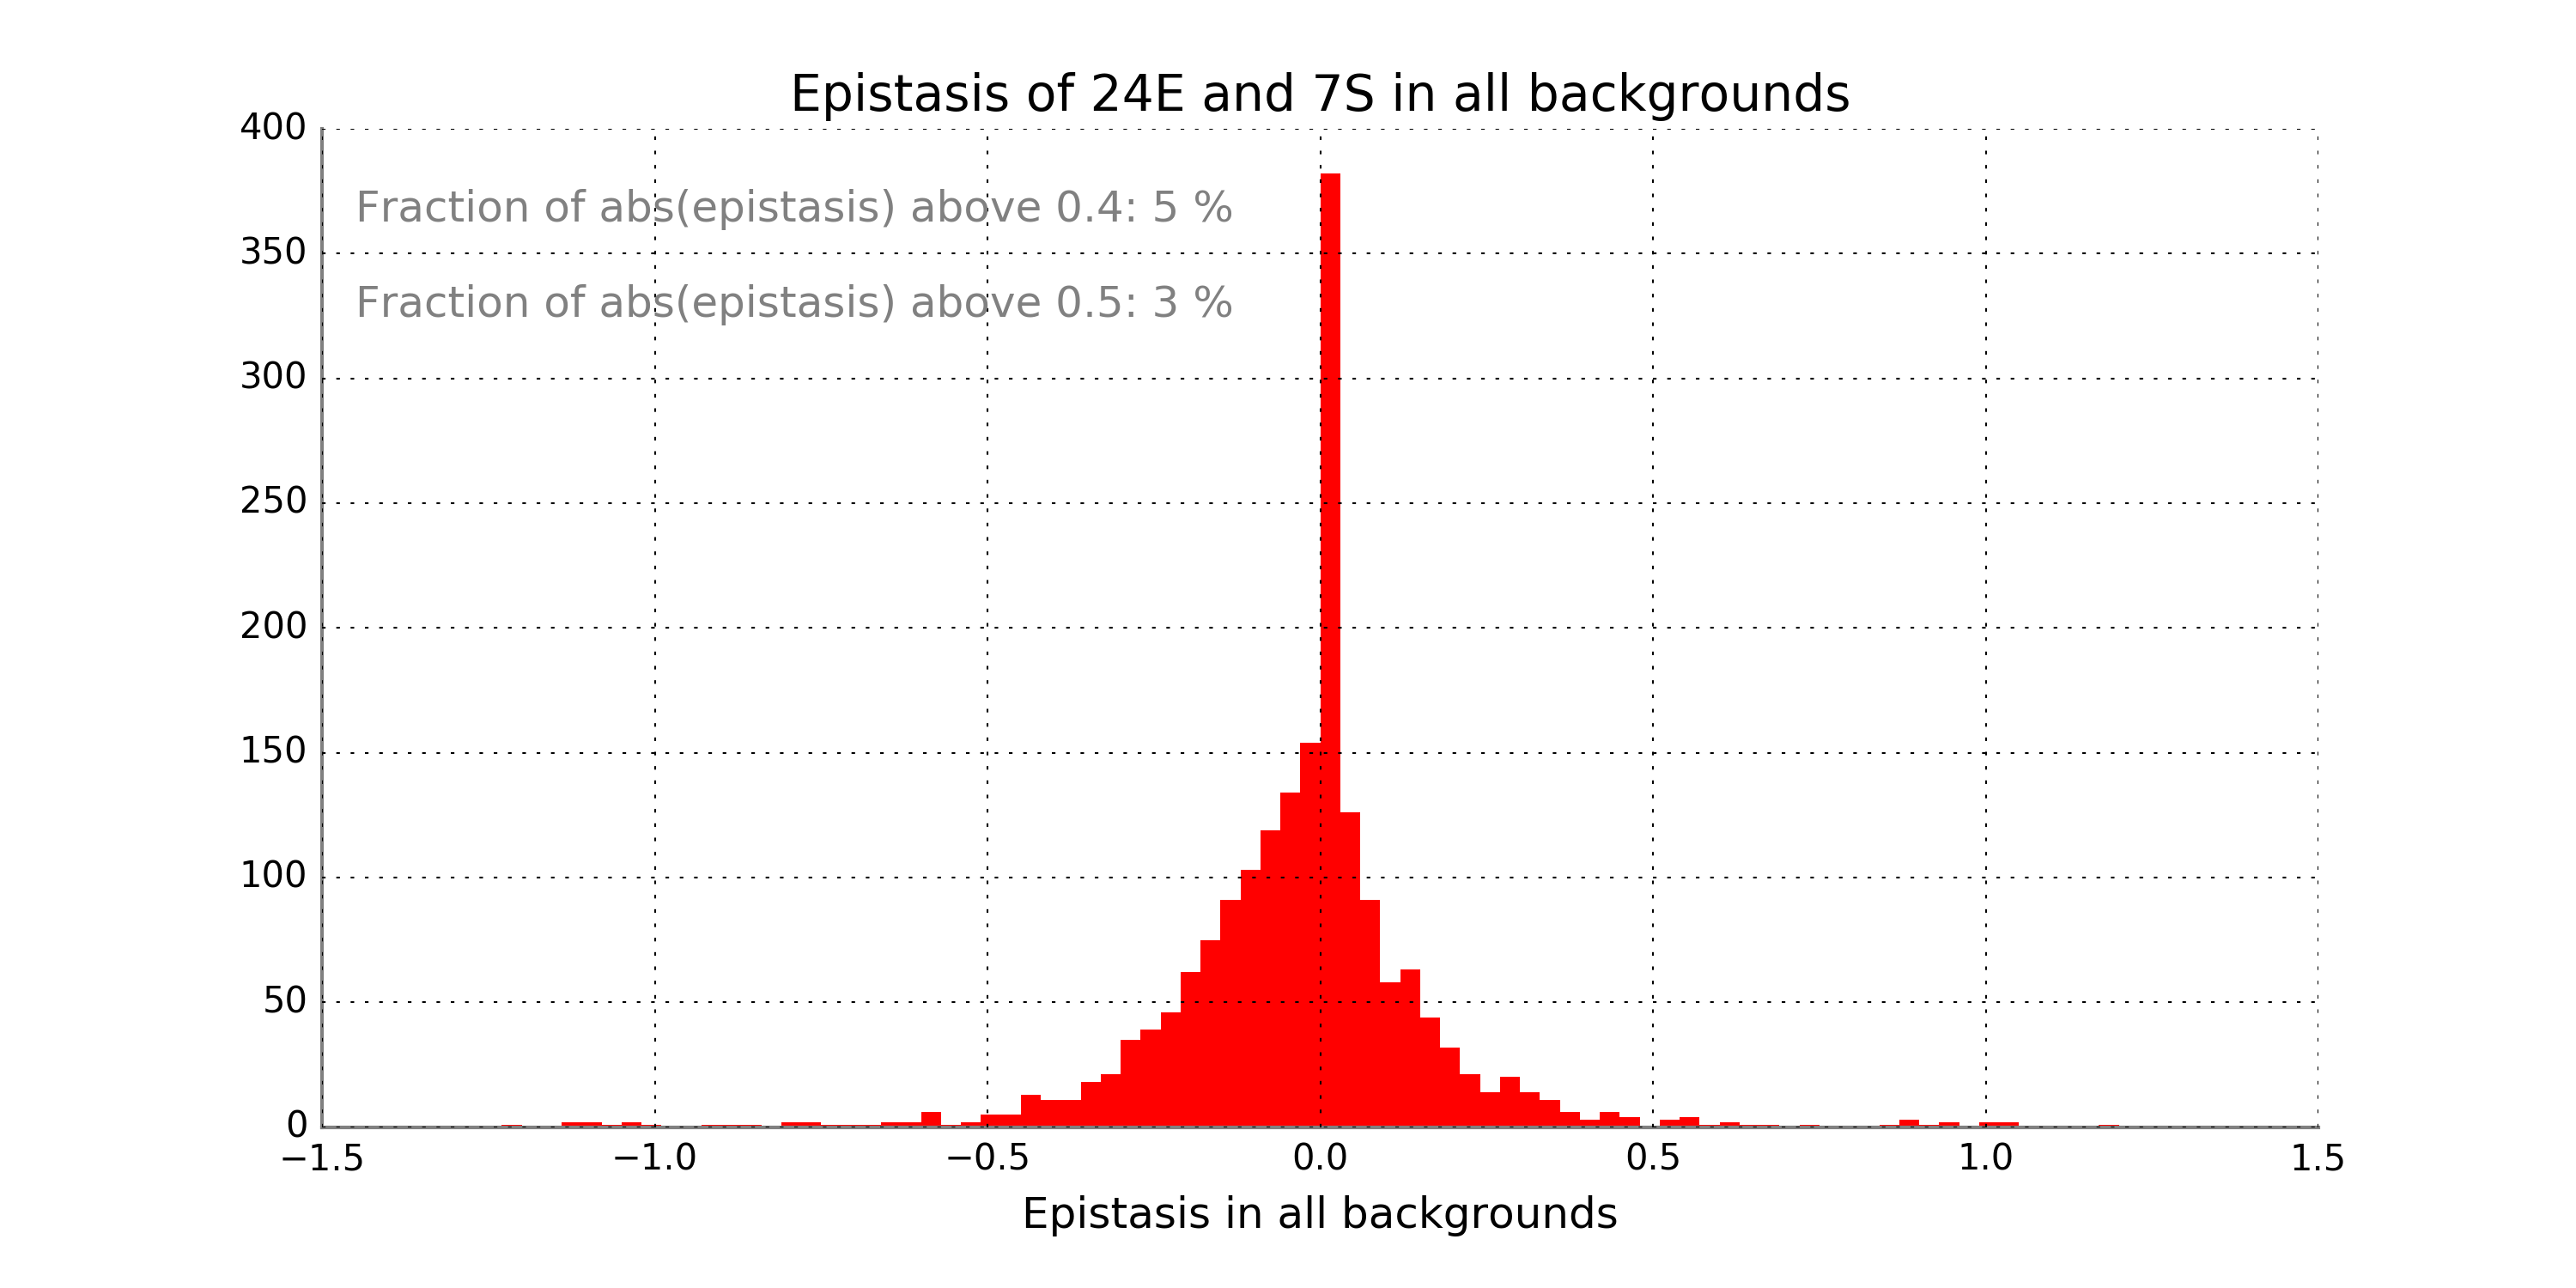 Epistasis of 24E and 7S in all backgrounds
400
Fraction of abs(epistasis) above 0.4: 5 %
350
Fraction of abs(epistasis) above 0.5: 3 %
300
250
200
150
100
50
0
−1.5 −1.0 −0.5 0.0 0.5 1.0 1.5
Epistasis in all backgrounds